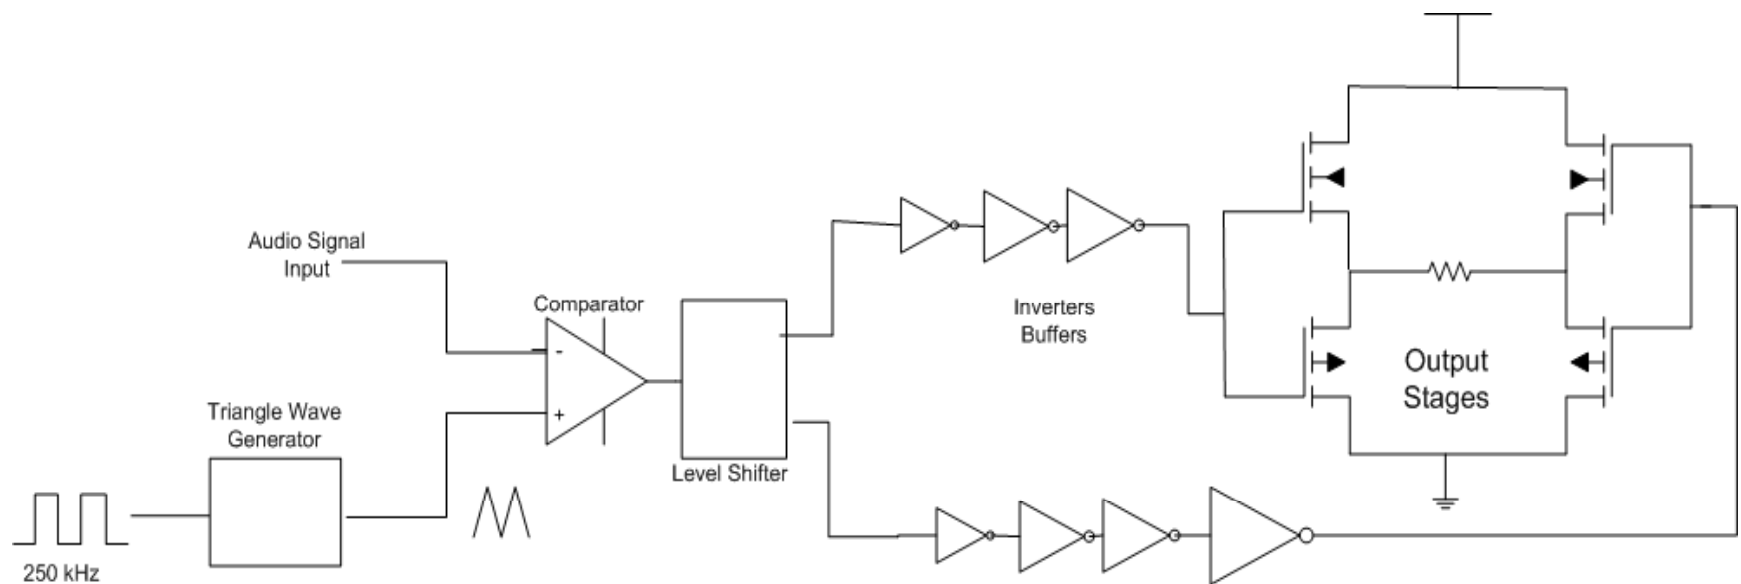 Audio Signal
Input
Comparator
-
+
Triangle Wave
Generator
250 kHz
Level Shifter
Inverters
Buffers
Output
Stages